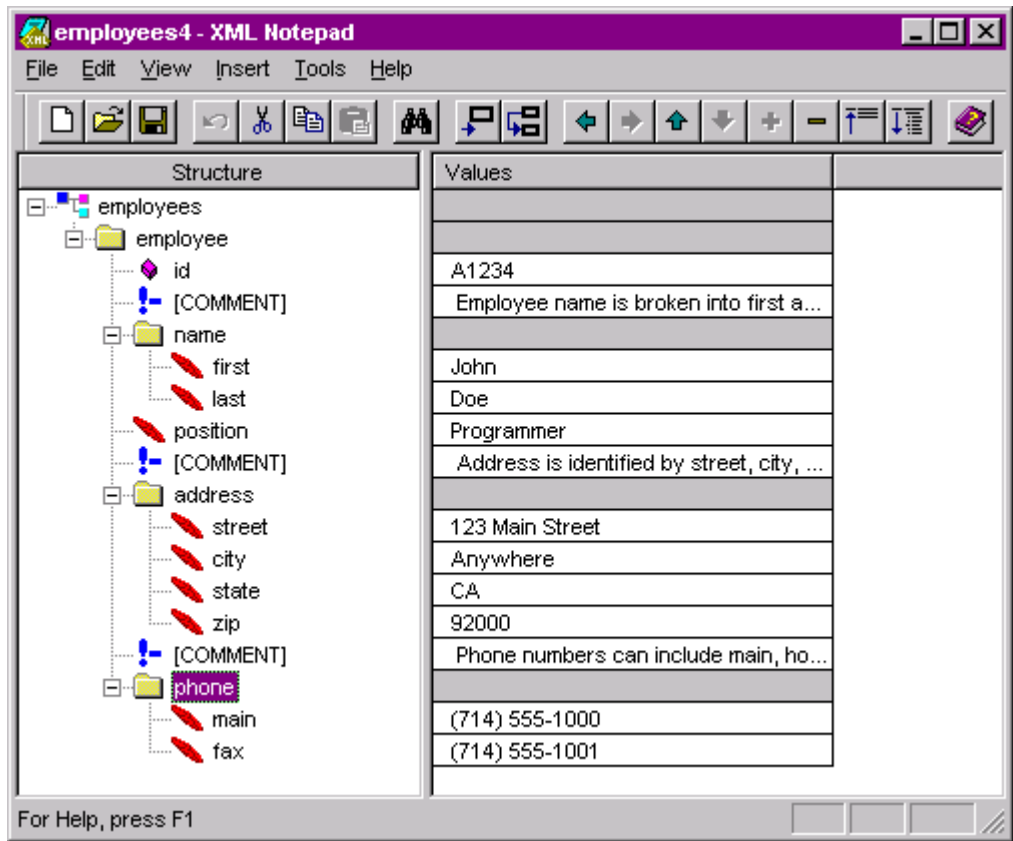 employees4 - XML Notepad
File Edit View Insert Tools Help
Structure Values
employees
employee
id A1234
[COMMENT] Employee name is broken into first a...
name
first John
last Doe
position Programmer
[COMMENT] Address is identified by street, city, ...
address
street 123 Main Street
city Anywhere
state CA
zip 92000
[COMMENT] Phone numbers can include main, ho...
phone
main (714) 555-1000
fax (714) 555-1001
For Help, press F1